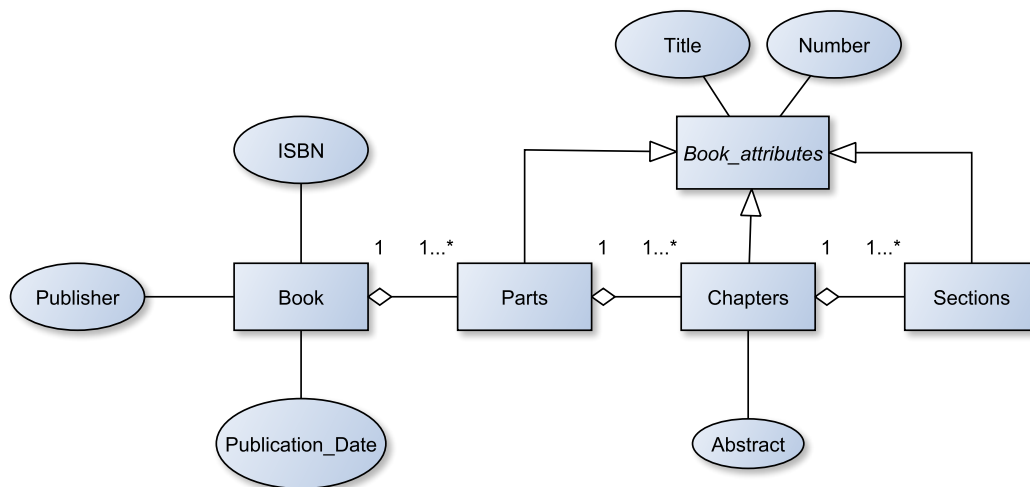 Title
Number
Book_attributes
ISBN
1
1...*
1
1...*
1
1...*
Publisher
Book
Parts
Chapters
Sections
Publication_Date
Abstract